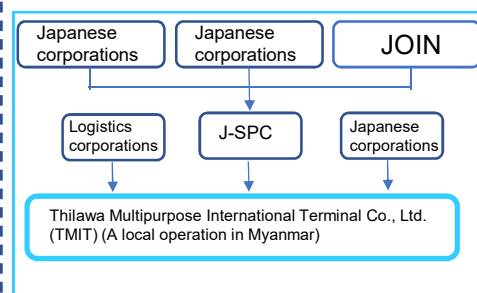 Japanese
corporations
Japanese
corporations
JOIN
Logistics
corporations
J-SPC
Japanese
corporations
Thilawa Multipurpose International Terminal Co., Ltd.
(TMIT) (A local operation in Myanmar)